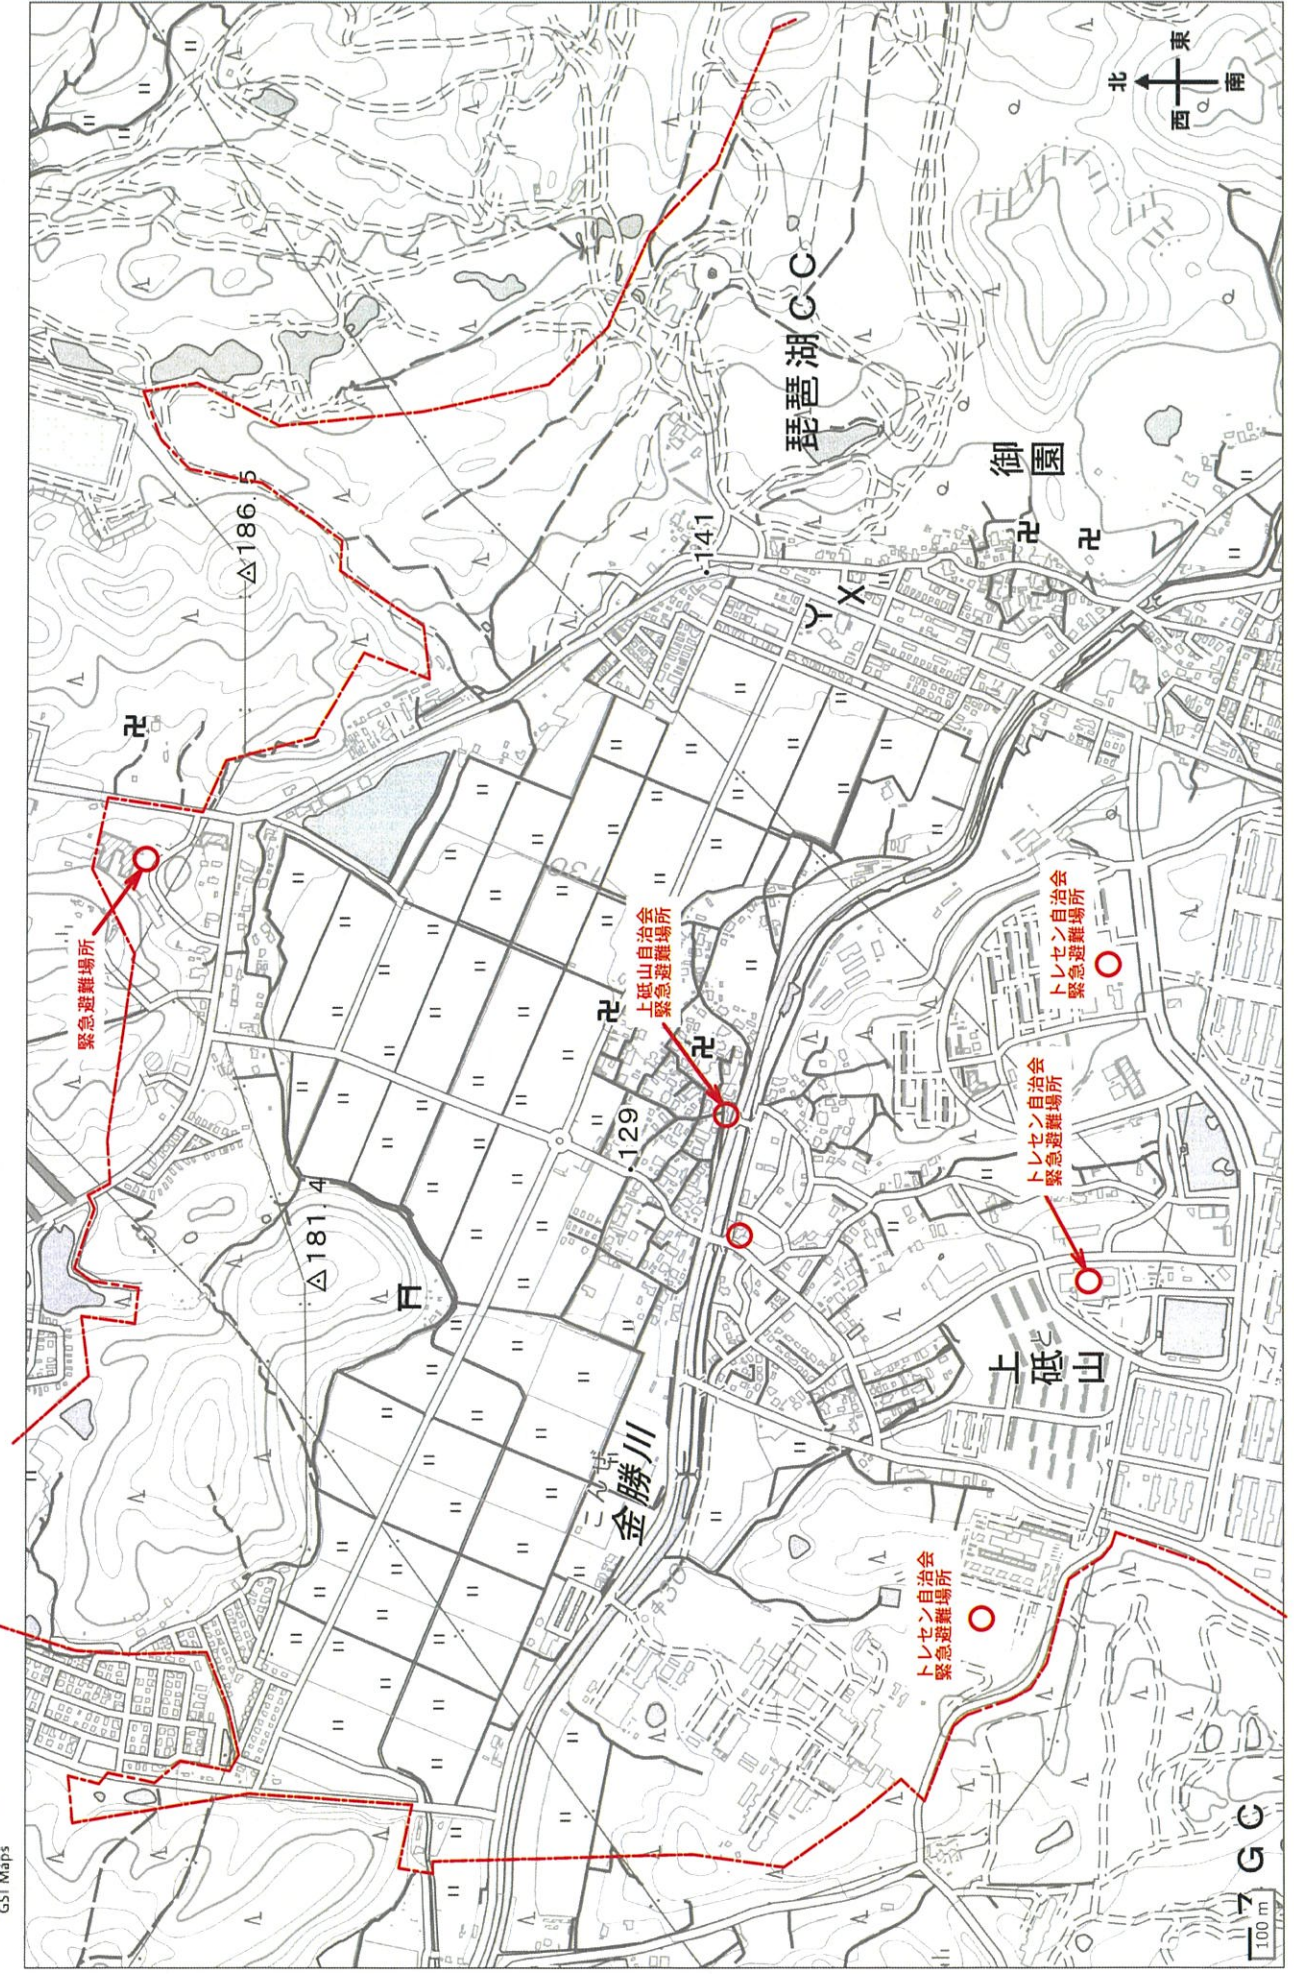 GSI Maps
緊急避難場所
△186.5
△181.4
・129
・141
上砥山自治会
緊急避難場所
トレセン自治会
緊急避難場所
トレセン自治会
緊急避難場所
トレセン自治会
緊急避難場所
琵琶湖CC
御園
上砥山
と
こんぜ
金勝川
GC
100 m
北
西
東
南